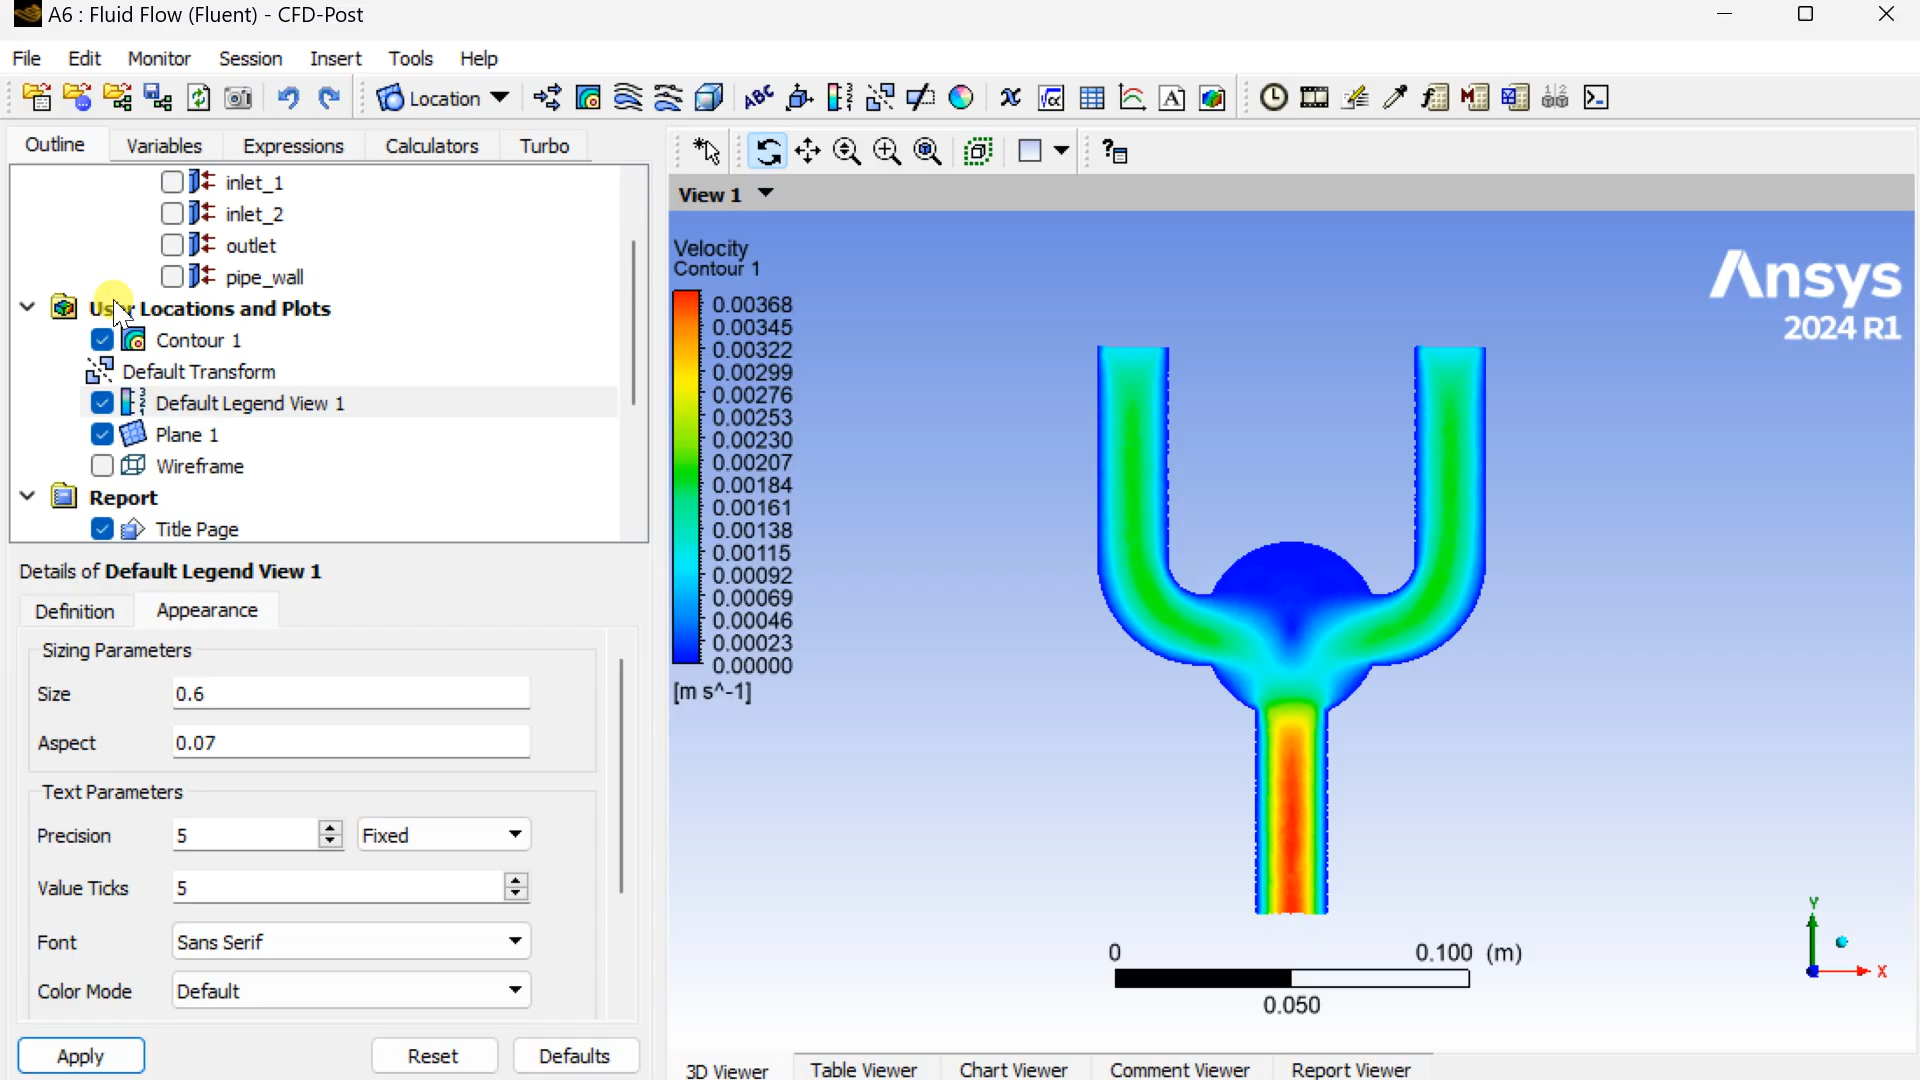 A6 : Fluid Flow (Fluent) - CFD-Post
File Edit Monitor Session Insert Tools Help
Location
Outline Variables Expressions Calculators Turbo
inlet_1
inlet_2
outlet
pipe_wall
User Locations and Plots
Contour 1
Default Transform
Default Legend View 1
Plane 1
Wireframe
Report
Title Page
Details of Default Legend View 1
Definition Appearance
Sizing Parameters
Size 0.6
Aspect 0.07
Text Parameters
Precision 5 Fixed
Value Ticks 5
Font Sans Serif
Color Mode Default
Apply Reset Defaults
View 1
Velocity
Contour 1
0.00368
0.00345
0.00322
0.00299
0.00276
0.00253
0.00230
0.00207
0.00184
0.00161
0.00138
0.00115
0.00092
0.00069
0.00046
0.00023
0.00000
[m s^-1]
Ansys
2024 R1
0 0.100 (m)
0.050
Y
X
3D Viewer Table Viewer Chart Viewer Comment Viewer Report Viewer